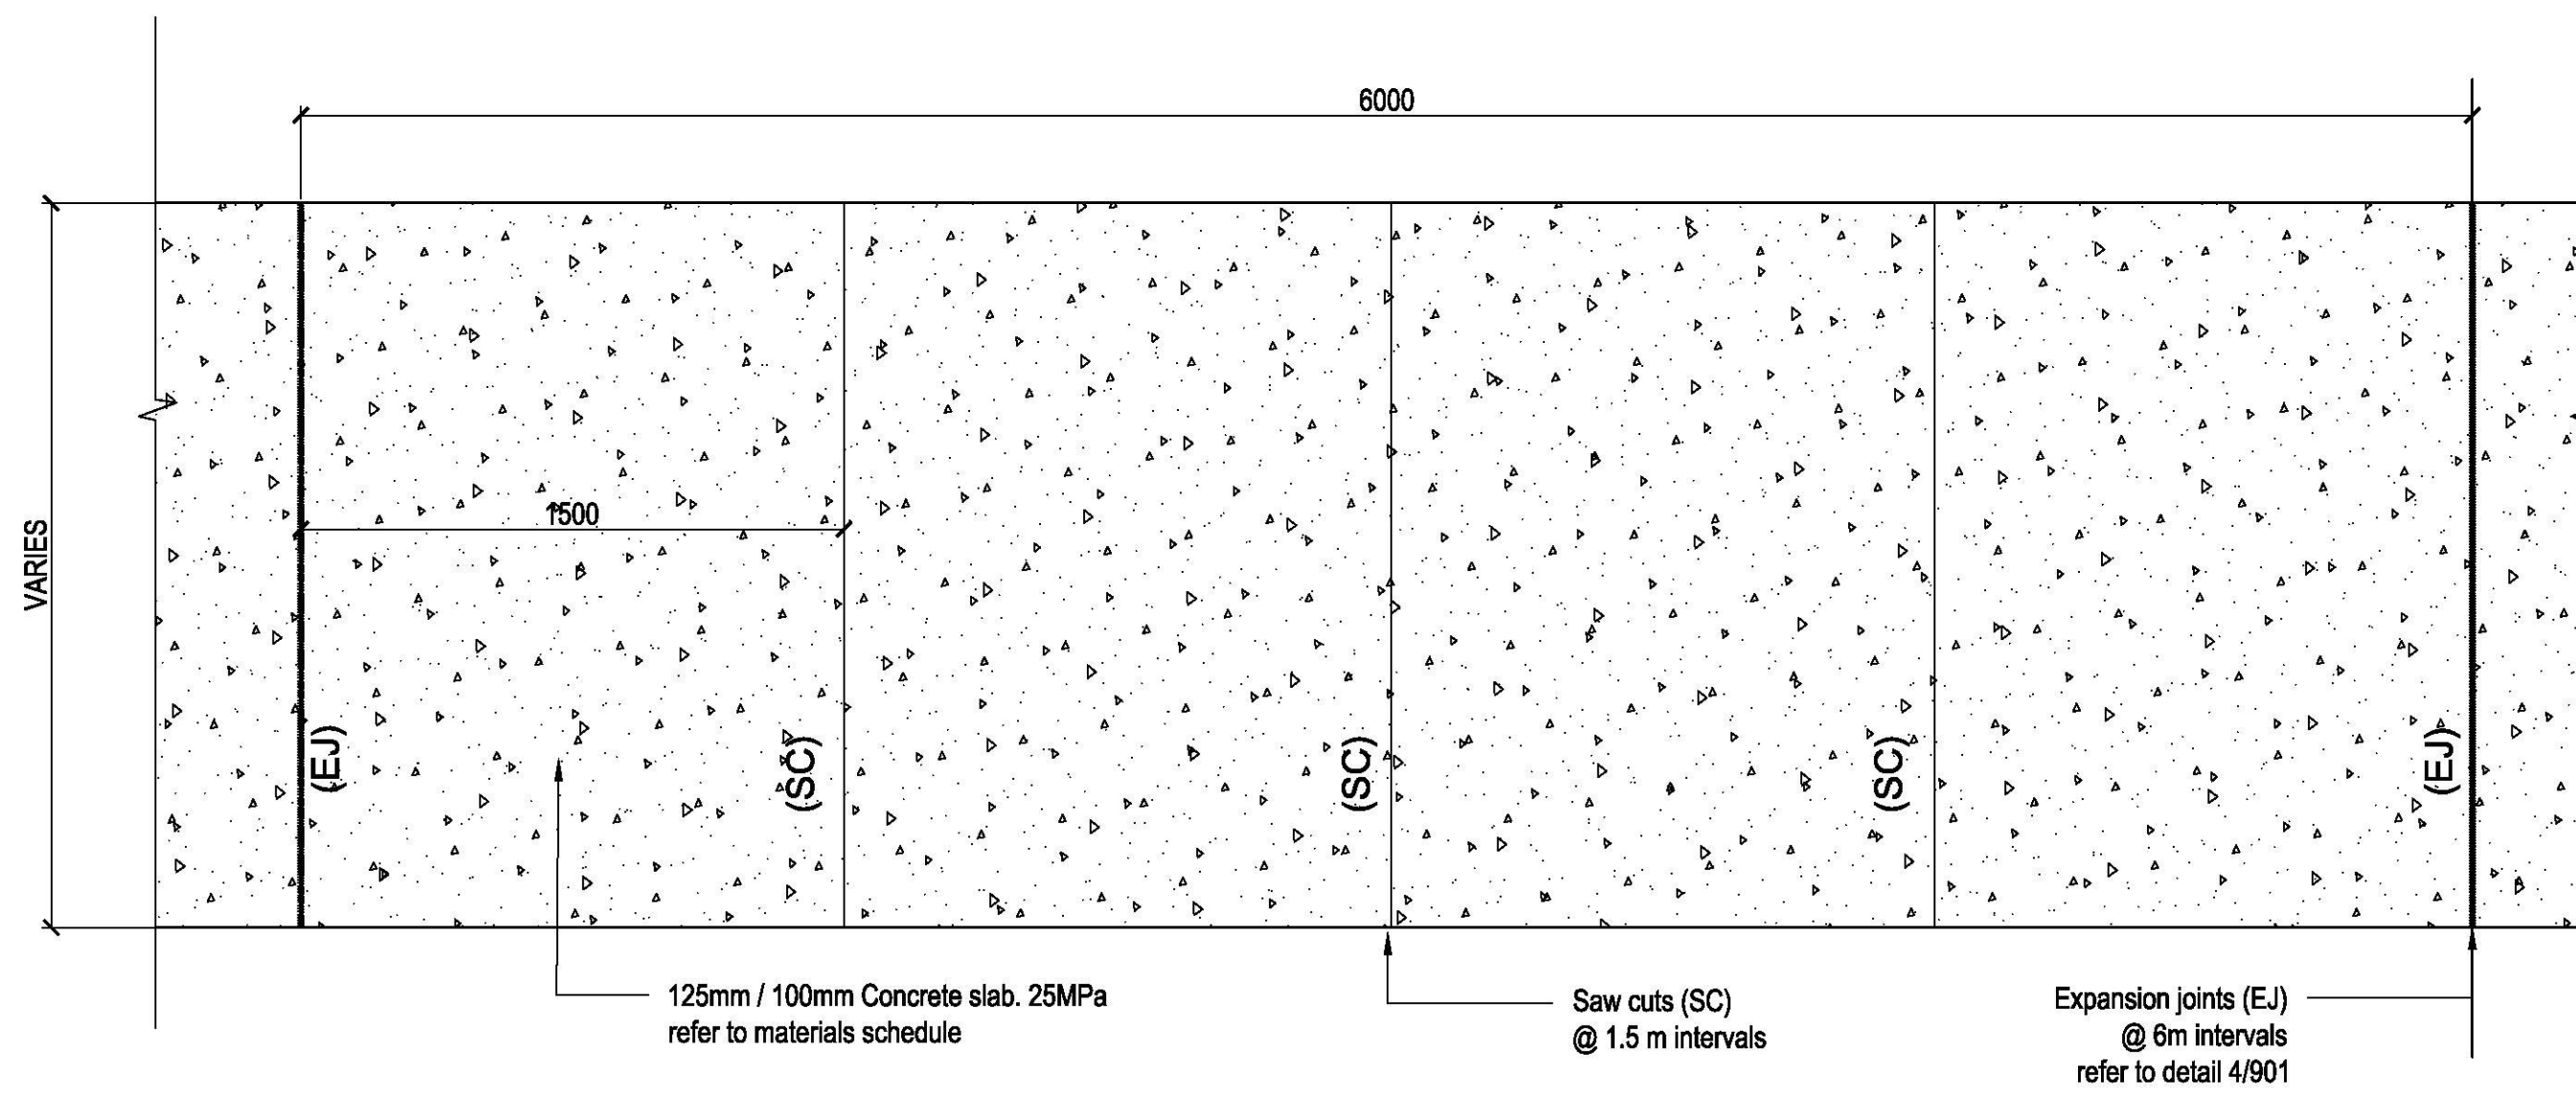 6000
VARIES
1500
(EJ)
(SC)
(SC)
(SC)
(EJ)
125mm / 100mm Concrete slab. 25MPa
refer to materials schedule
Saw cuts (SC)
@ 1.5 m intervals
Expansion joints (EJ)
@ 6m intervals
refer to detail 4/901